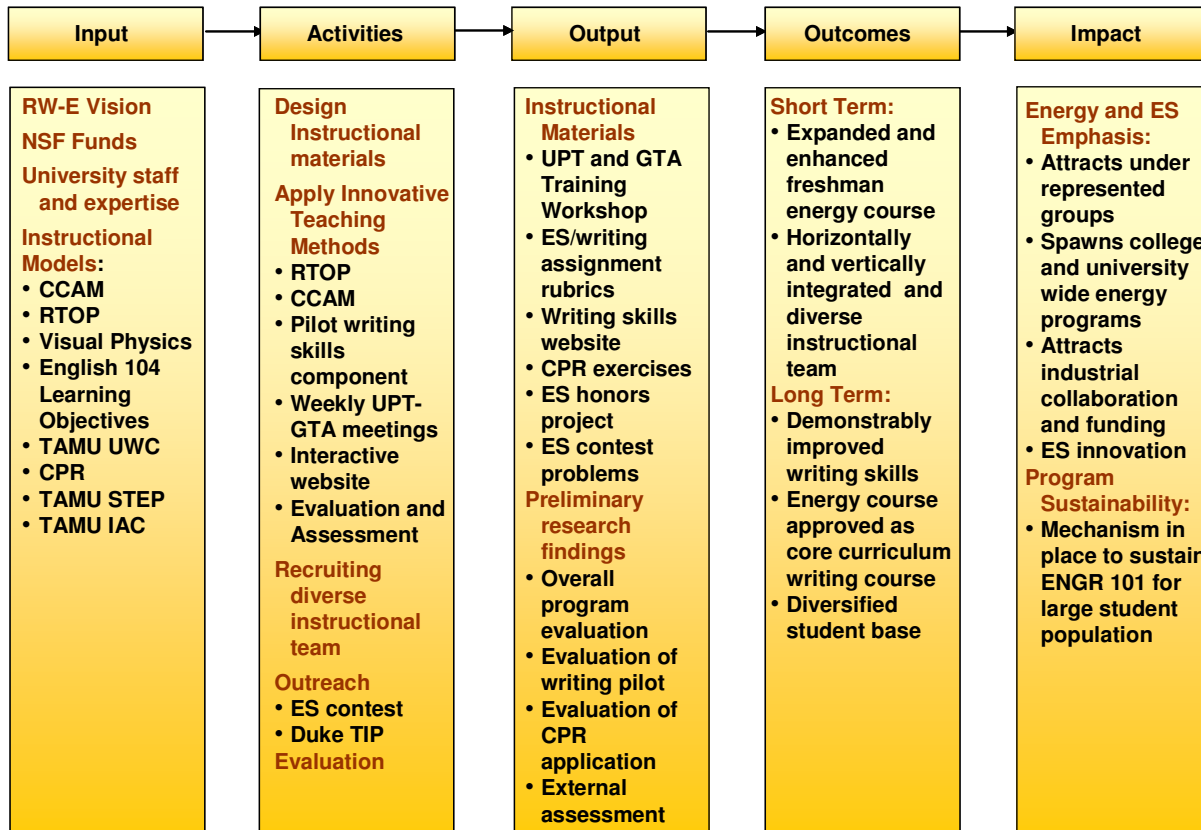 Input
Activities
Output
Outcomes
Impact
RW-E Vision
NSF Funds
University staff
and expertise
Instructional
Models:
• CCAM
• RTOP
• Visual Physics
• English 104
Learning
Objectives
• TAMU UWC
• CPR
• TAMU STEP
• TAMU IAC
Design
Instructional
materials
Apply Innovative
Teaching
Methods
• RTOP
• CCAM
• Pilot writing
skills
component
• Weekly UPT-
GTA meetings
• Interactive
website
• Evaluation and
Assessment
Recruiting
diverse
instructional
team
Outreach
• ES contest
• Duke TIP
Evaluation
Instructional
Materials
• UPT and GTA
Training
Workshop
• ES/writing
assignment
rubrics
• Writing skills
website
• CPR exercises
• ES honors
project
• ES contest
problems
Preliminary
research
findings
• Overall
program
evaluation
• Evaluation of
writing pilot
• Evaluation of
CPR
application
• External
assessment
Short Term:
• Expanded and
enhanced
freshman
energy course
• Horizontally
and vertically
integrated and
diverse
instructional
team
Long Term:
• Demonstrably
improved
writing skills
• Energy course
approved as
core curriculum
writing course
• Diversified
student base
Energy and ES
Emphasis:
• Attracts under
represented
groups
• Spawns college
and university
wide energy
programs
• Attracts
industrial
collaboration
and funding
• ES innovation
Program
Sustainability:
• Mechanism in
place to sustain
ENGR 101 for
large student
population